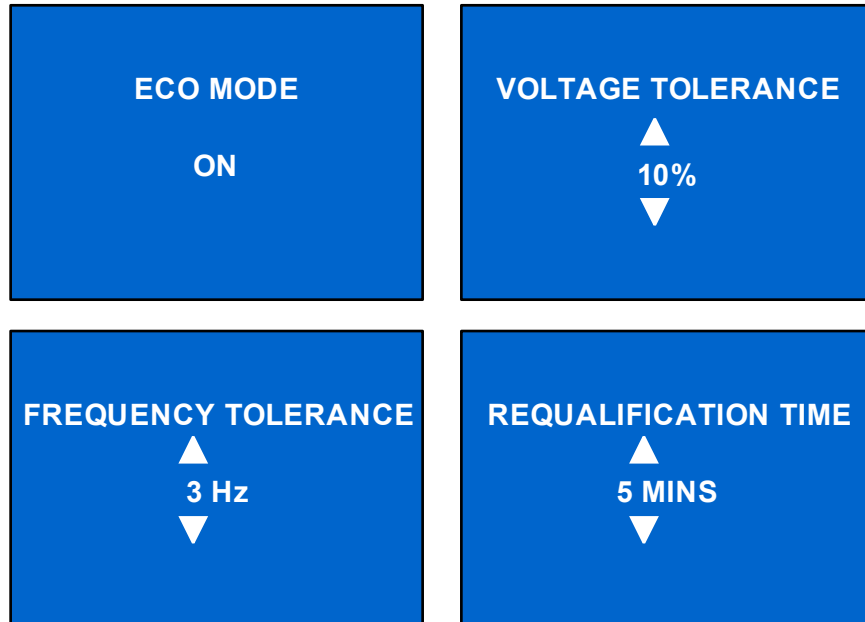 ECO MODE
ON
VOLTAGE TOLERANCE
10%
FREQUENCY TOLERANCE
3 Hz
REQUALIFICATION TIME
5 MINS